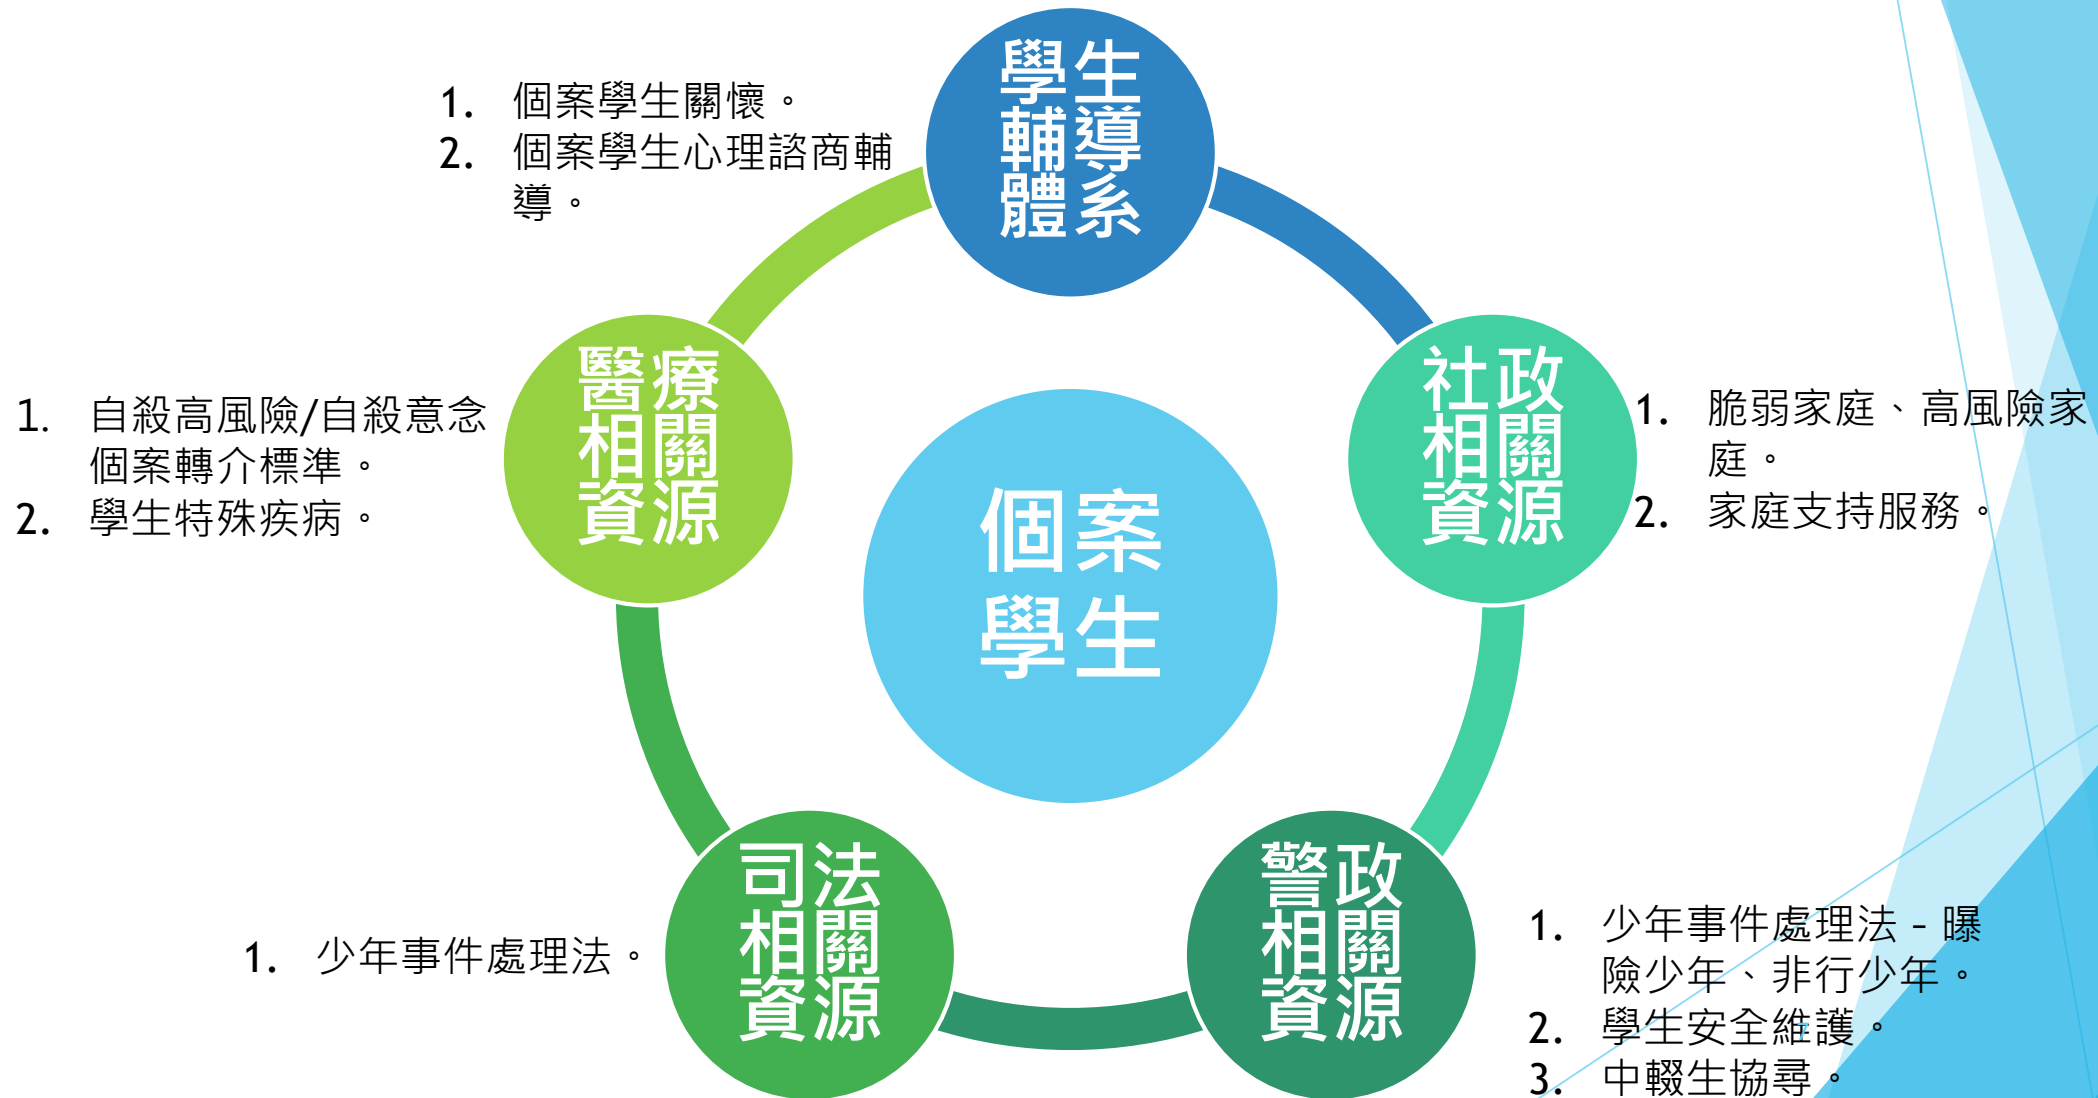 學生
輔導
體系
1. 個案學生關懷。
2. 個案學生心理諮商輔
導。
醫療
相關
資源
1. 自殺高風險/自殺意念
個案轉介標準。
2. 學生特殊疾病。
個案
學生
社政
相關
資源
1. 脆弱家庭、高風險家
庭。
2. 家庭支持服務。
司法
相關
資源
1. 少年事件處理法。
警政
相關
資源
1. 少年事件處理法 - 曝
險少年、非行少年。
2. 學生安全維護。
3. 中輟生協尋。
7